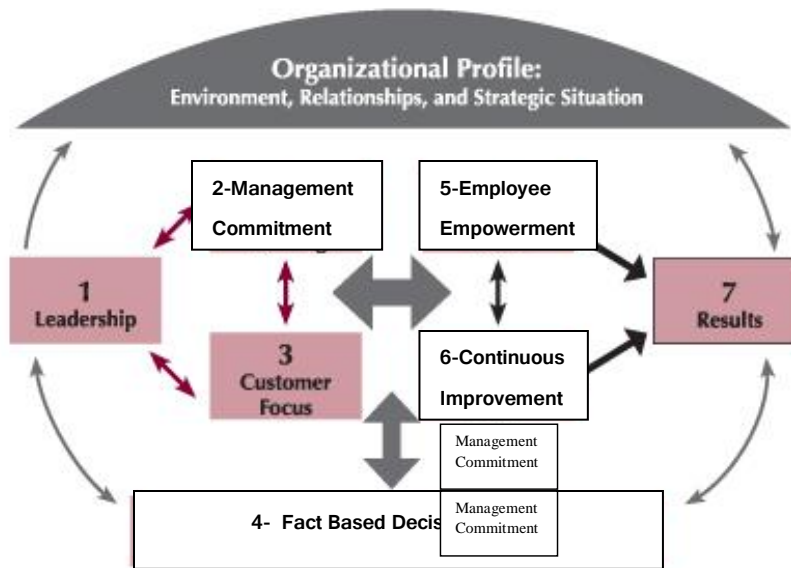 Organizational Profile:
Environment, Relationships, and Strategic Situation
2-Management
Commitment
5-Employee
Empowerment
1
Leadership
7
Results
3
Customer
Focus
6-Continuous
Improvement
Management
Commitment
4- Fact Based
Management
Commitment